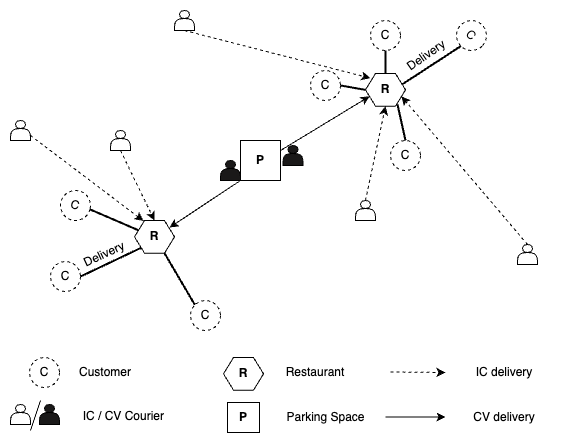 C
C
Delivery
C
R
C
P
C
R
Delivery
C
C
C
Customer
R
Restaurant
IC delivery
IC / CV Courier
P
Parking Space
CV delivery